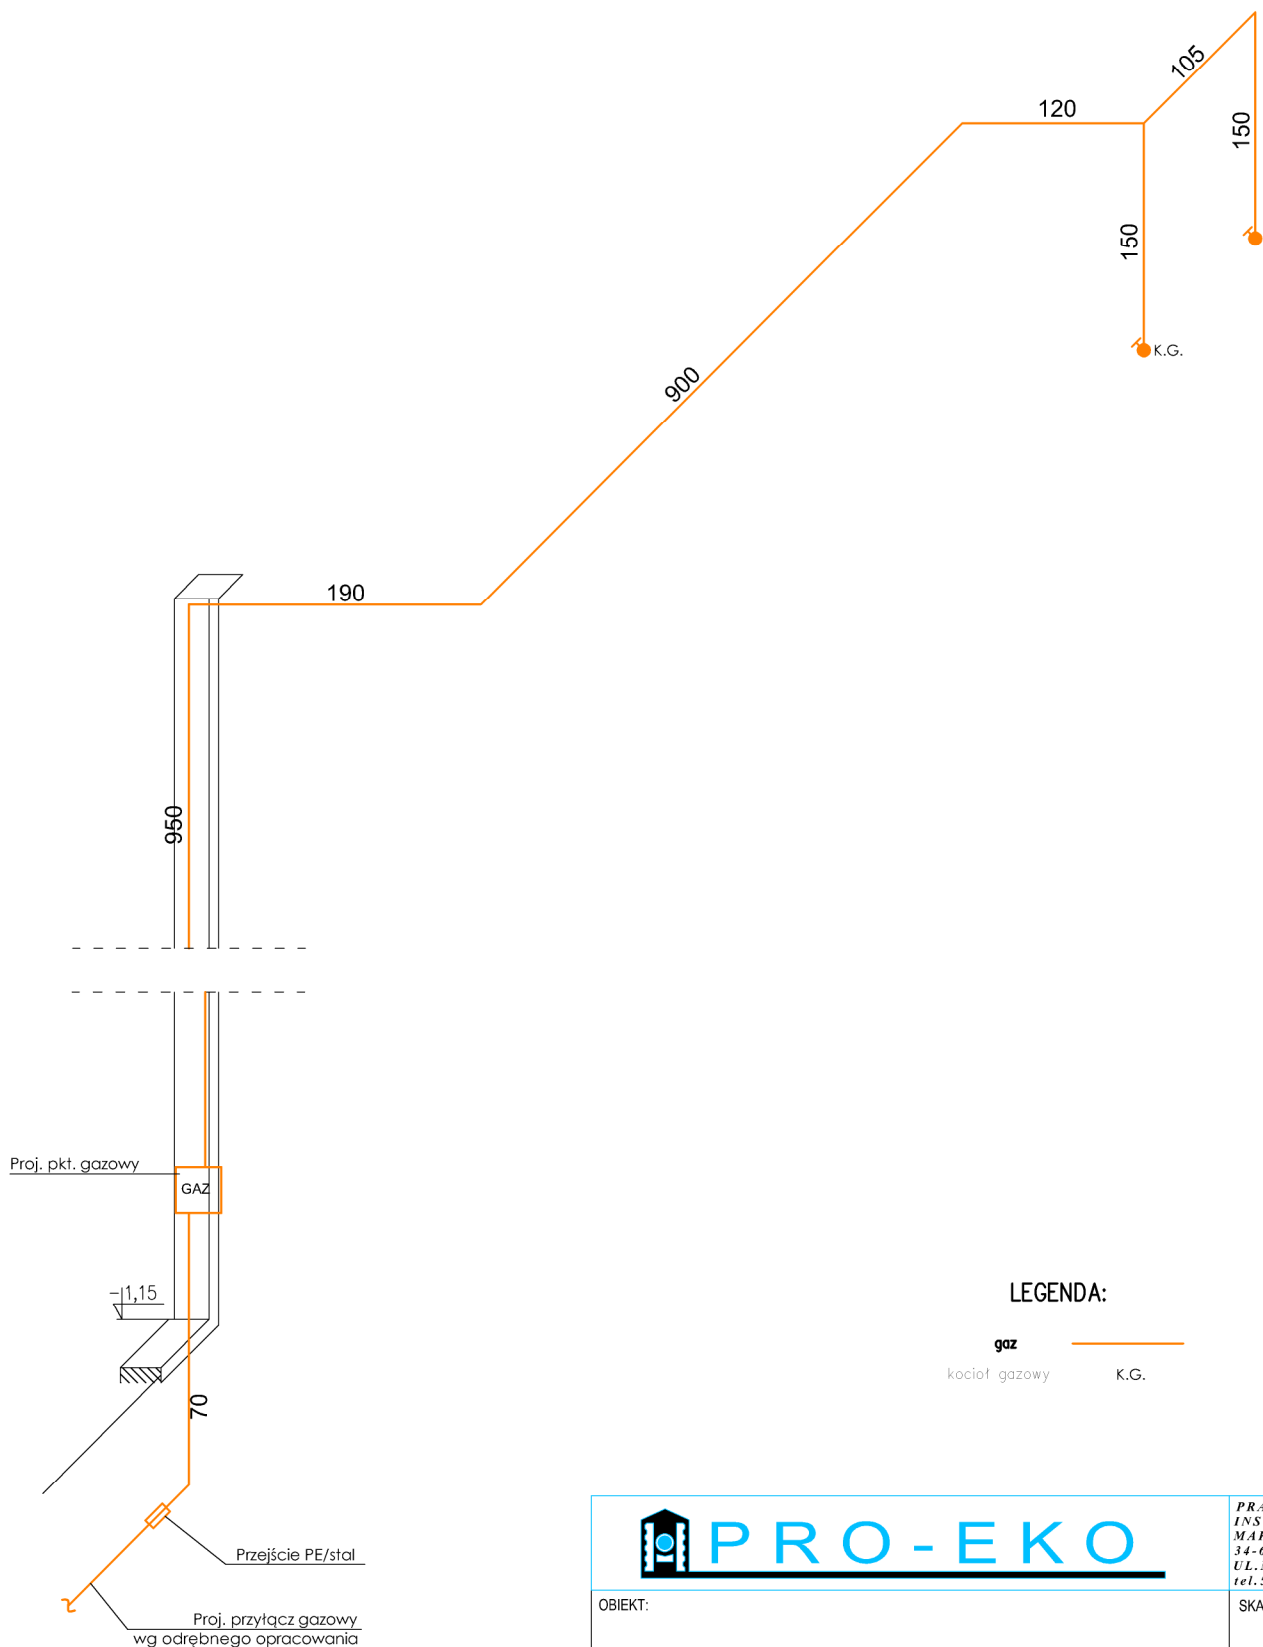 105
120
150
150
K.G.
900
190
950
Proj. pkt. gazowy
GAZ
-1,15
70
LEGENDA:
gaz
kocioł gazowy K.G.
Przejście PE/stal
Proj. przyłącz gazowy
wg odrębnego opracowania
PRO-EKO
OBIEKT: